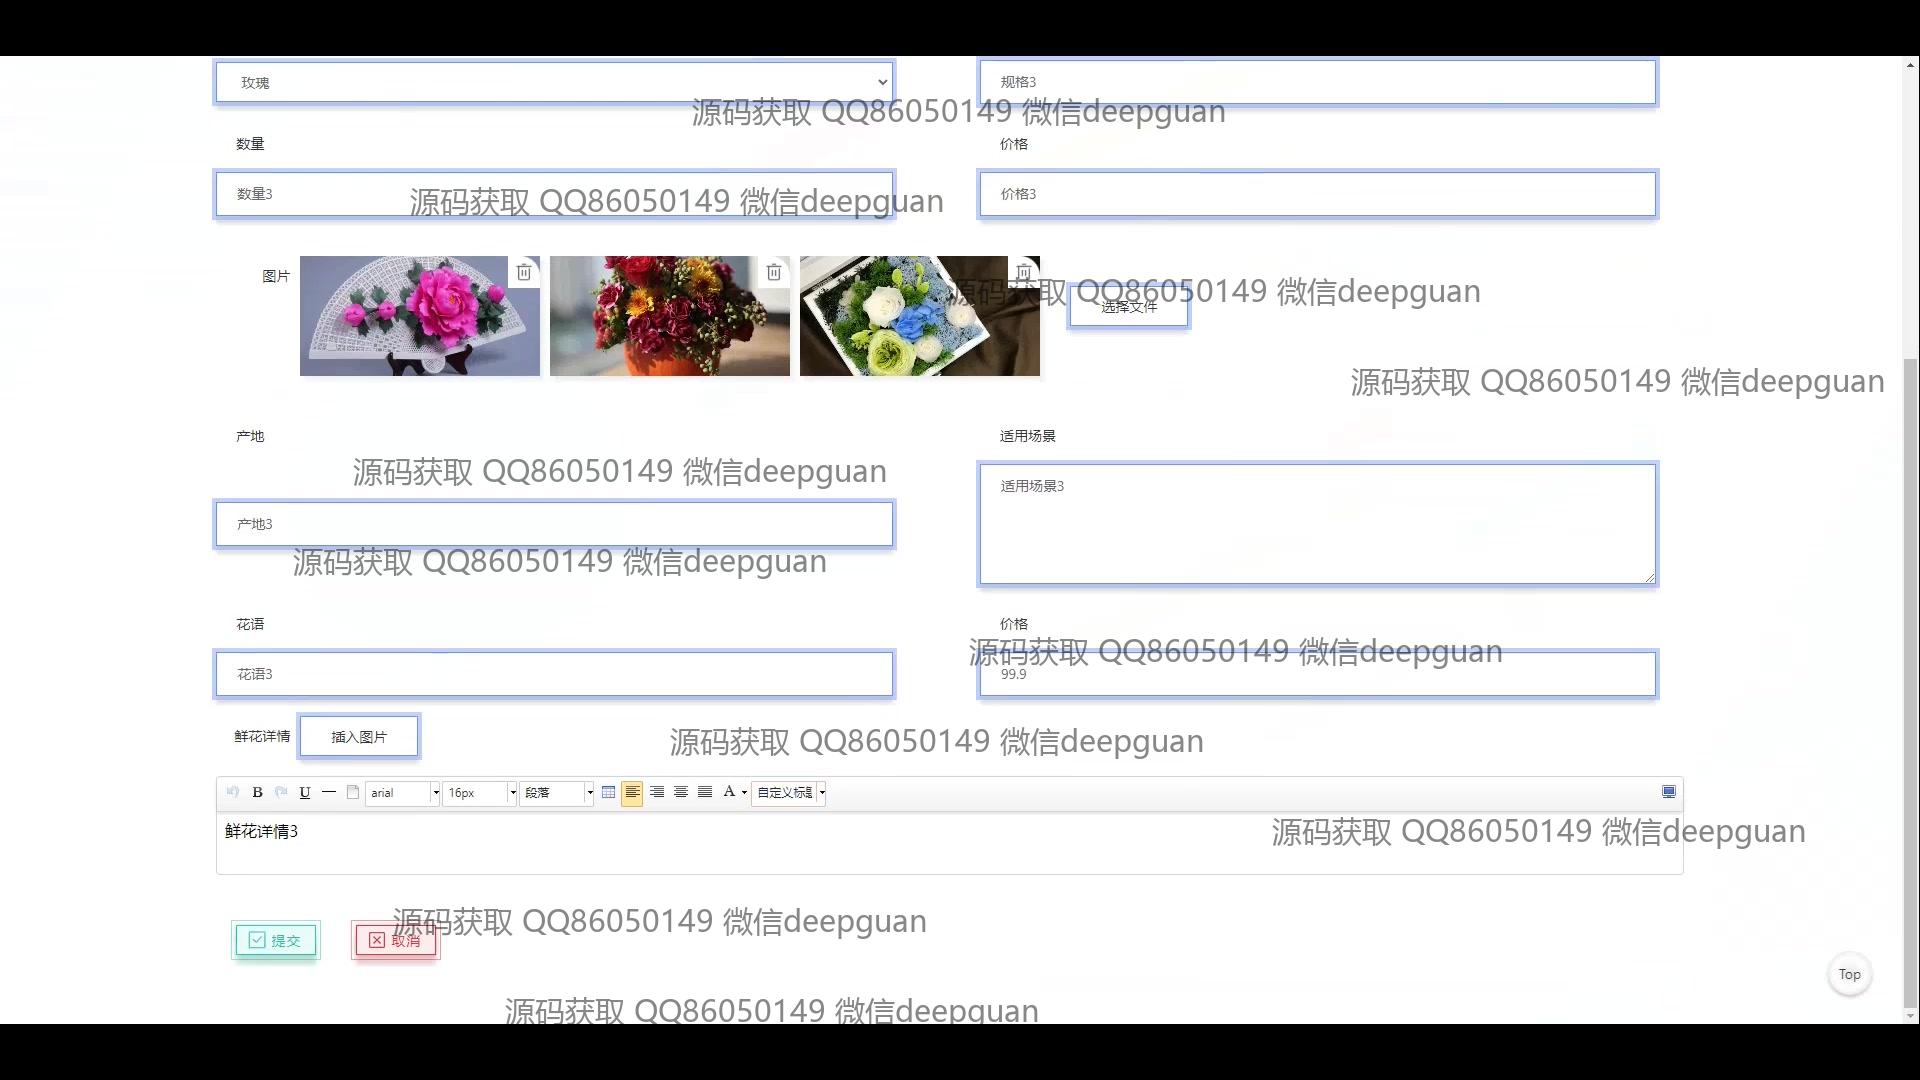 玫瑰
规格3
源码获取 QQ86050149 微信deepguan
数量
价格
数量3
价格3
源码获取 QQ86050149 微信deepguan
图片
选择文件
源码获取 QQ86050149 微信deepguan
源码获取 QQ86050149 微信deepguan
产地
适用场景
源码获取 QQ86050149 微信deepguan
适用场景3
产地3
源码获取 QQ86050149 微信deepguan
花语
价格
源码获取 QQ86050149 微信deepguan
花语3
99.9
鲜花详情
插入图片
源码获取 QQ86050149 微信deepguan
B U arial 16px 段落 A 自定义标题
鲜花详情3
源码获取 QQ86050149 微信deepguan
源码获取 QQ86050149 微信deepguan
提交
取消
Top
源码获取 QQ86050149 微信deepguan